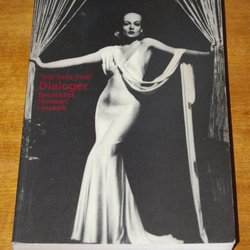 Tytti Soila (red)
Dialoger
feministisk
filmteori
i praktik